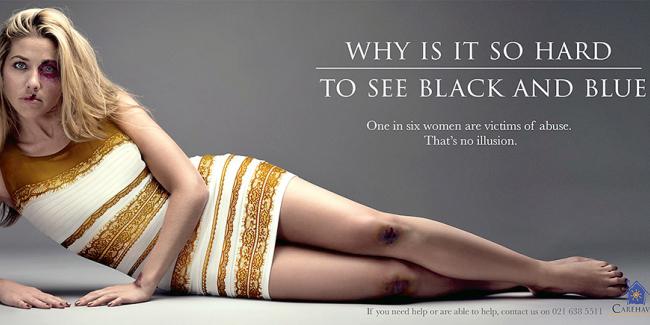 WHY IS IT SO HARD
TO SEE BLACK AND BLUE
One in six women are victims of abuse.
That's no illusion.
If you need help or are able to help, contact us on 021 638 5511